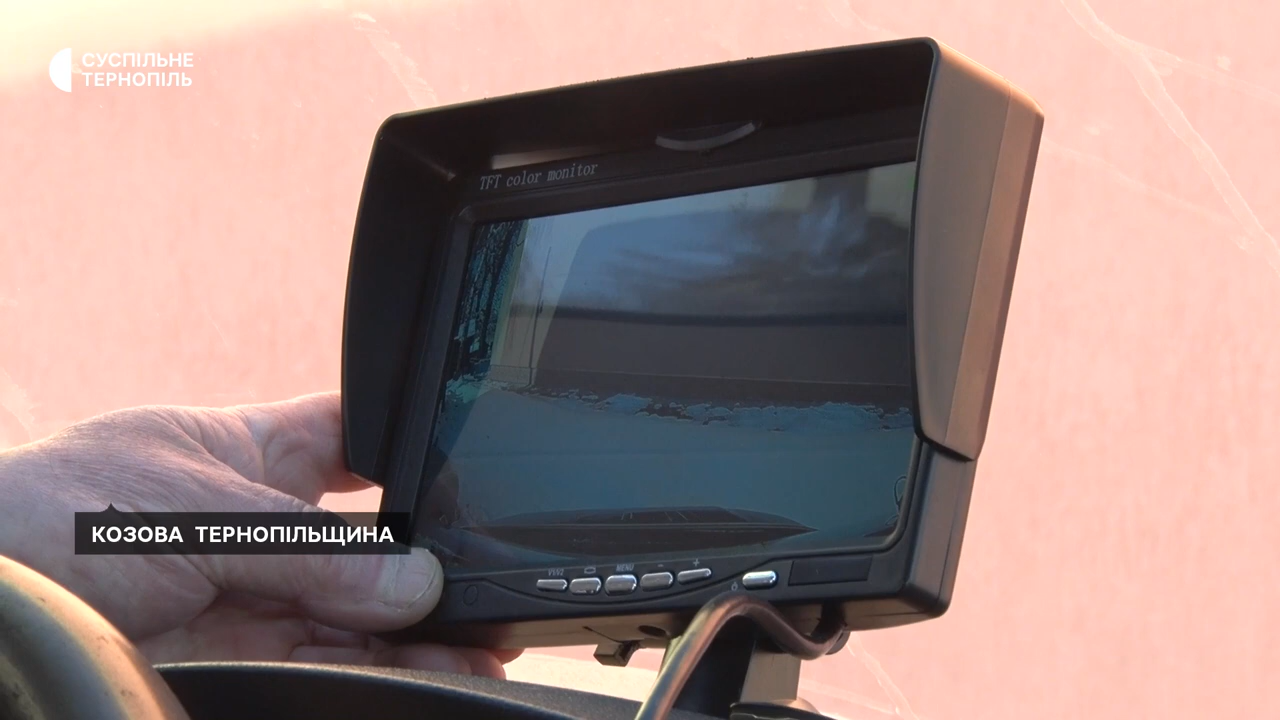 СУСПІЛЬНЕ
ТЕРНОПІЛЬ
TFT color monitor
КОЗОВА ТЕРНОПІЛЬЩИНА
MENU